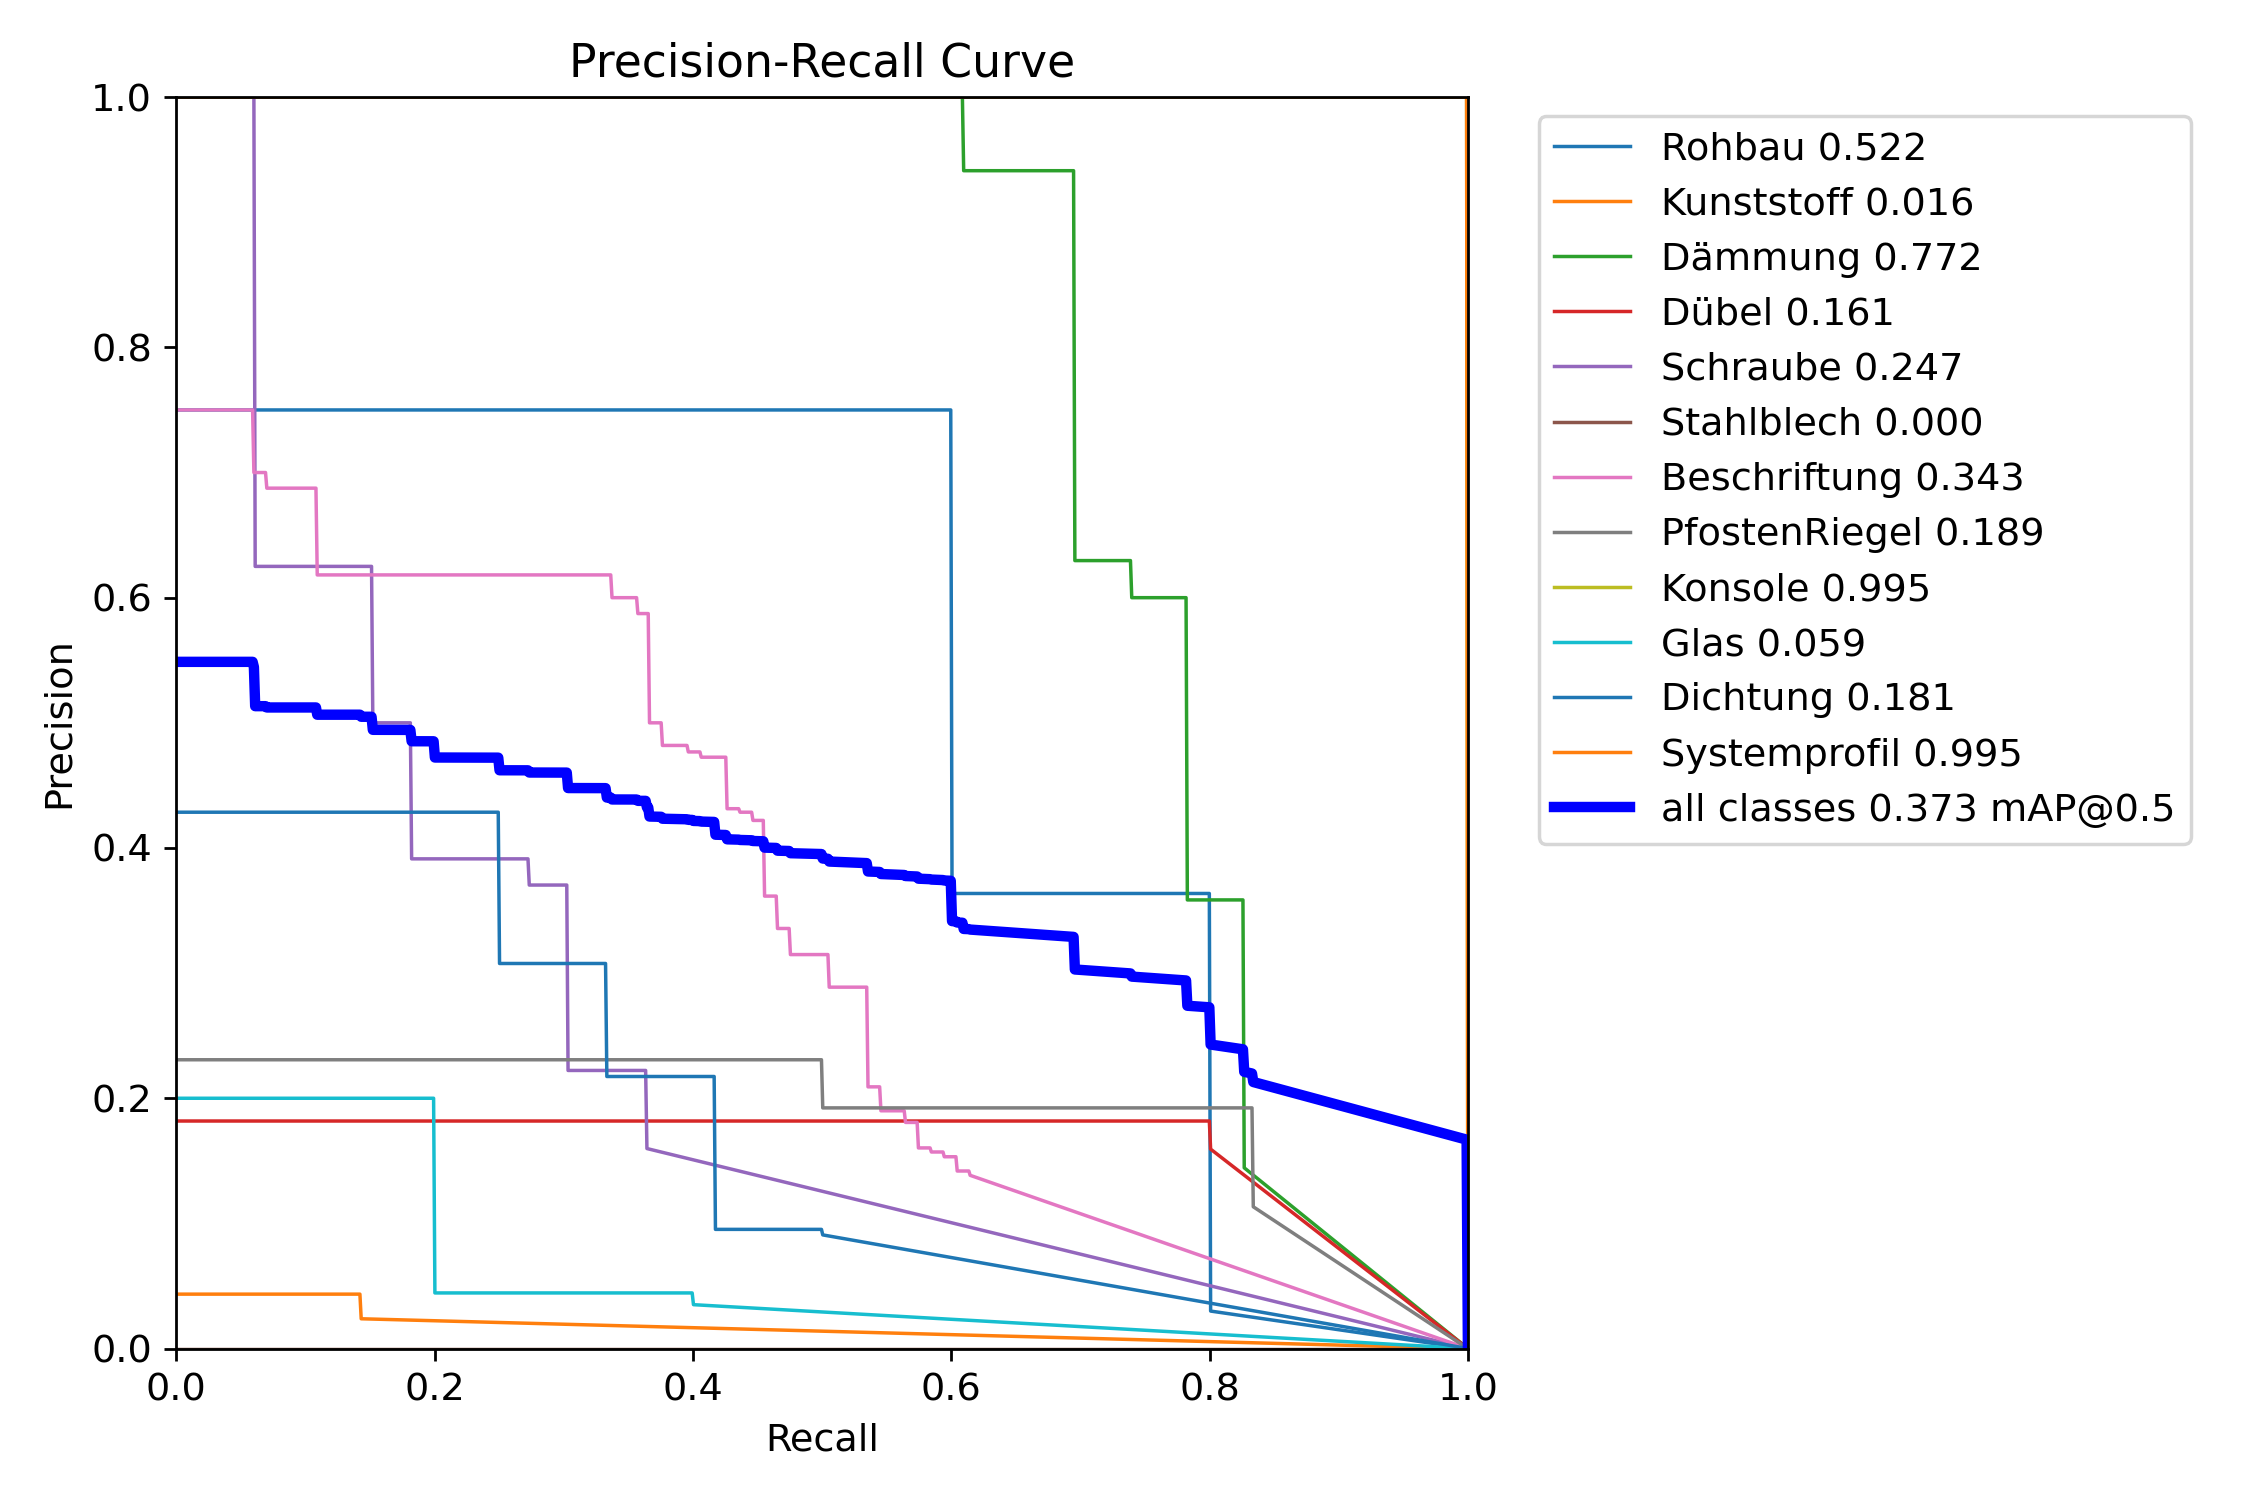 Precision-Recall Curve
1.0
0.8
0.6
0.4
0.2
0.0
Precision
0.0 0.2 0.4 0.6 0.8 1.0
Recall
Rohbau 0.522
Kunststoff 0.016
Dämmung 0.772
Dübel 0.161
Schraube 0.247
Stahlblech 0.000
Beschriftung 0.343
PfostenRiegel 0.189
Konsole 0.995
Glas 0.059
Dichtung 0.181
Systemprofil 0.995
all classes 0.373 mAP@0.5